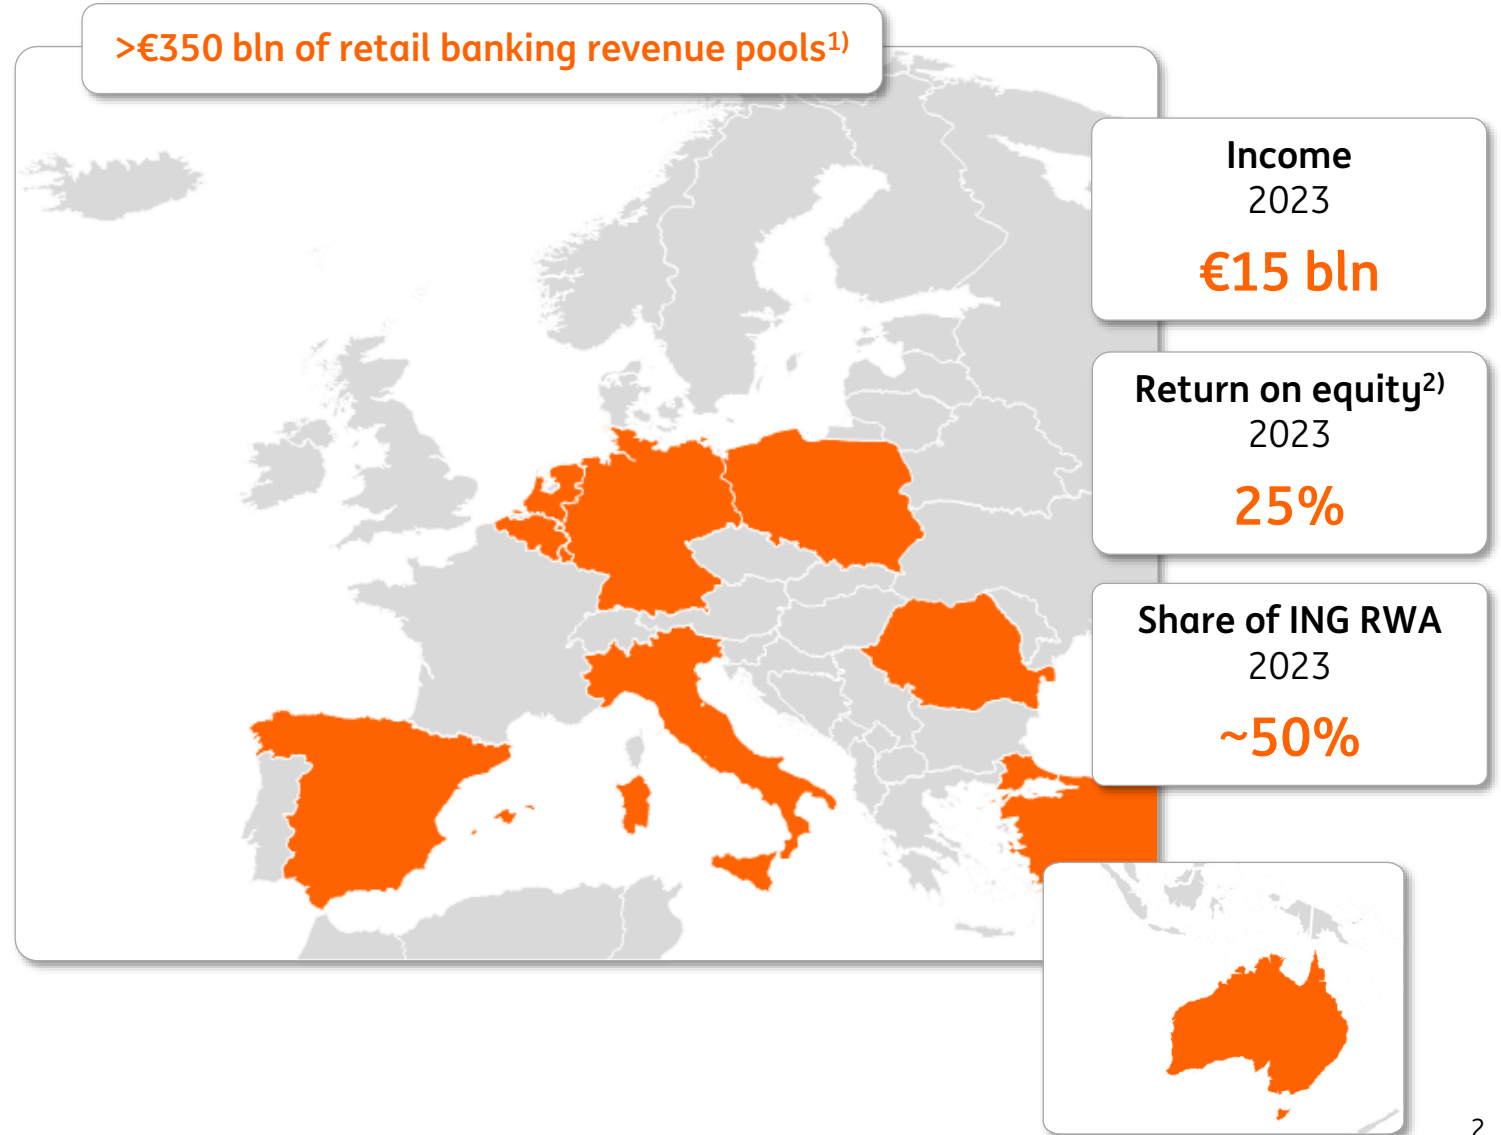 >€350 bln of retail banking revenue pools1)
Income
2023
€15 bln
Return on equity2)
2023
25%
Share of ING RWA
2023
~50%
2